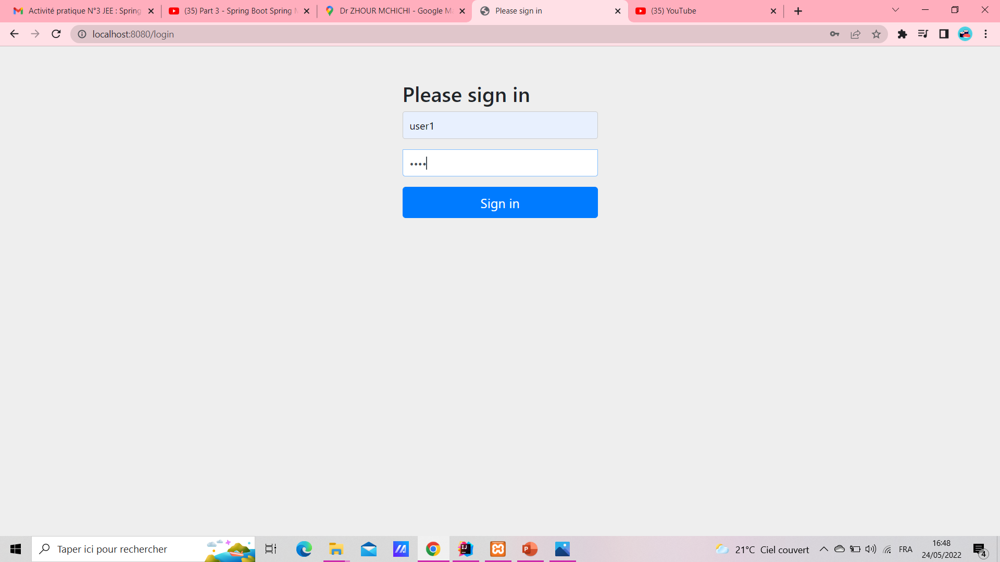 Activité pratique N°3 JEE : Spring
(35) Part 3 - Spring Boot Spring
Dr ZHOUR MCHICHI - Google Ma
Please sign in
(35) YouTube
localhost:8080/login
Please sign in
user1
••••
Sign in
Taper ici pour rechercher
21°C Ciel couvert
FRA
16:48
24/05/2022
4